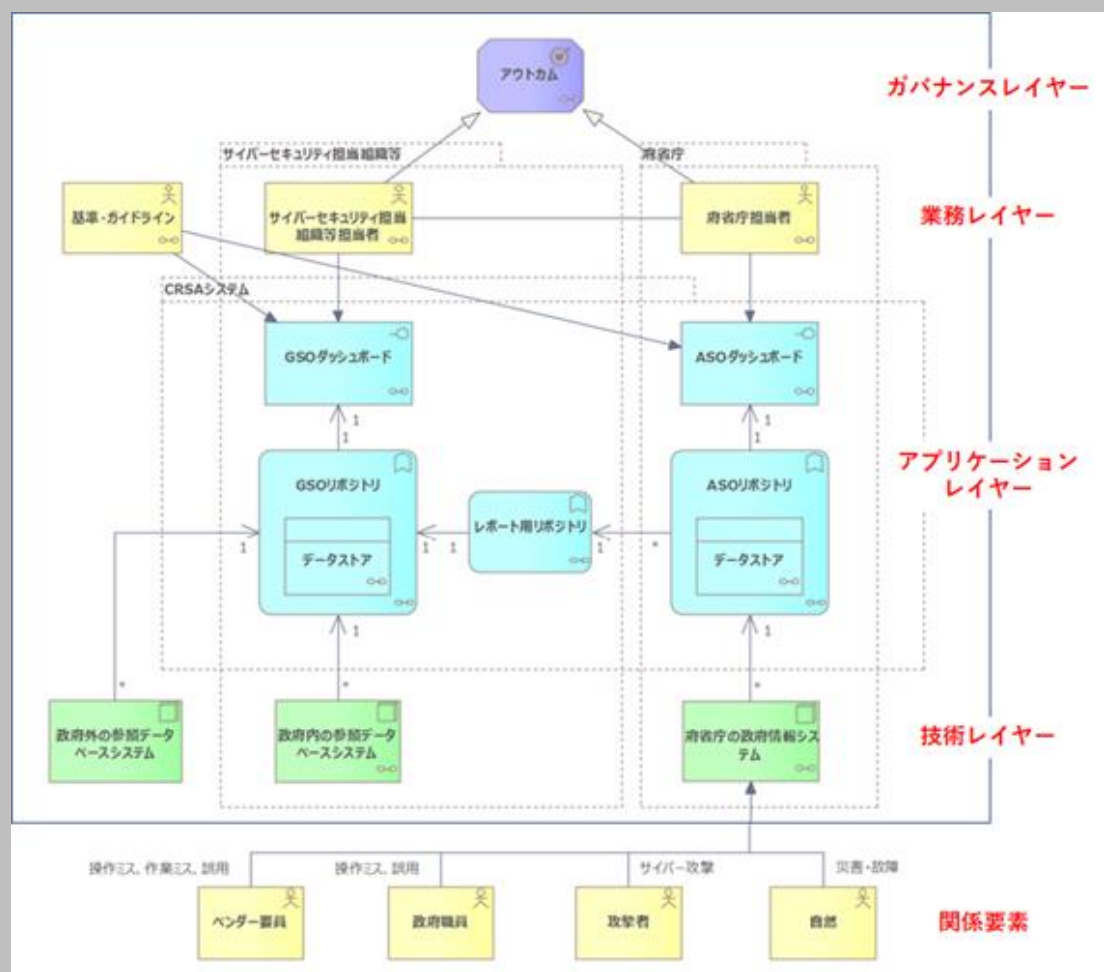 アウトカム
ガバナンスレイヤー
サイバーセキュリティ担当組織等
府省庁
基準・ガイドライン
サイバーセキュリティ担当
組織等担当者
府省庁担当者
業務レイヤー
CRSAシステム
GSOダッシュボード
ASOダッシュボード
1
1
1
1
アプリケーション
レイヤー
GSOリポジトリ
ASOリポジトリ
レポート用リポジトリ
データストア
データストア
1
1
1
1
*
1
1
*
*
*
政府外の参照データ
ベースシステム
政府内の参照データ
ベースシステム
府省庁の政府情報シス
テム
技術レイヤー
操作ミス、作業ミス、誤用
操作ミス、誤用
サイバー攻撃
災害・故障
ベンダー要員
政府職員
攻撃者
自然
関係要素